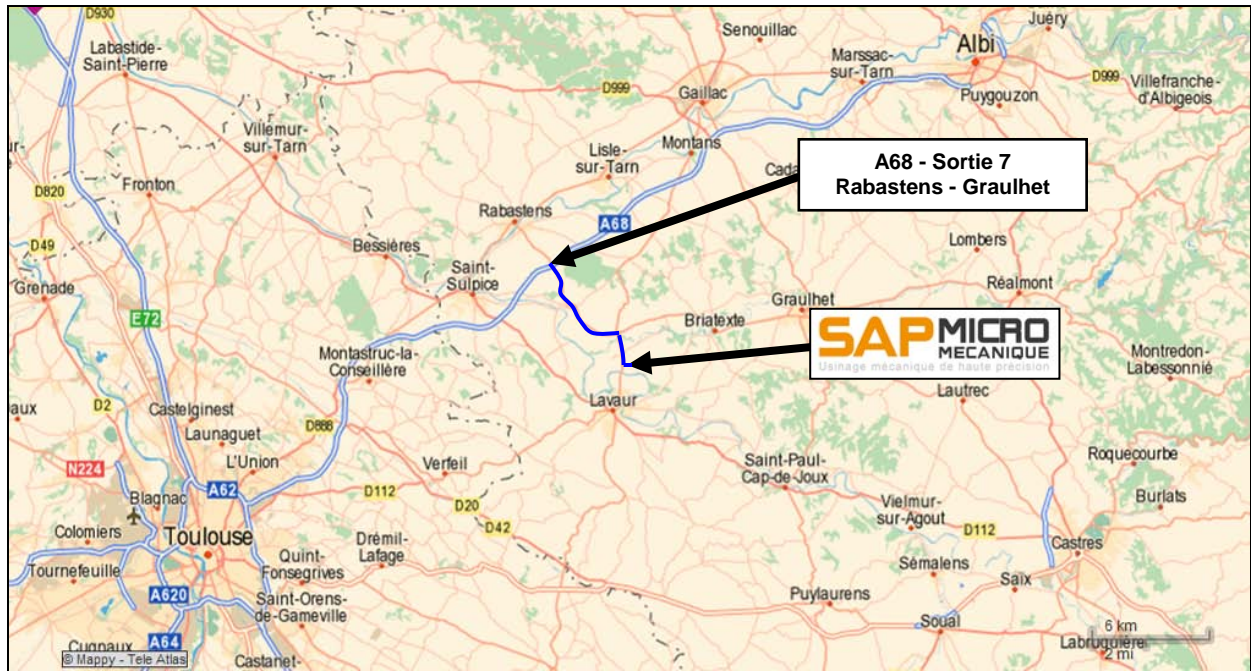 D930
Labastide-
Saint-Pierre
Senouillac
Juéry
Albi
Marssac-
sur-Tarn
D999
D999
Villefranche-
d'Albigeois
Gaillac
Puygouzon
Villemur-
sur-Tarn
Montans
Lisle-
sur-Tarn
A68 - Sortie 7
Rabastens - Graulhet
Cada
D820
Fronton
Rabastens
A68
D49
Bessières
Lombers
Saint-
Sulpice
Réalmont
Grenade
E72
Graulhet
Briatexte
SAP MICRO
MECANIQUE
Usinage mécanique de haute précision
Montastruc-la-
Conseillère
Montredon-
Labessonnié
D2
Castelginest
Lavaur
Lautrec
aux
Launaguet
D888
L'Union
Verfeil
Saint-Paul-
Cap-de-Joux
Roquecourbe
N224
A62
D112
Blagnac
D20
Vielmur-
sur-Agout
Burlats
D42
D112
Colomiers
Toulouse
Drémil-
Lafage
Castres
Quint-
Fonsegrives
Tournefeuille
Sémalens
Saïx
A620
Saint-Orens-
de-Gameville
Puylaurens
Soual
6 km
2 mi
A64
Cugnaux
Labruguière
© Mappy - Tele Atlas
Castanet-